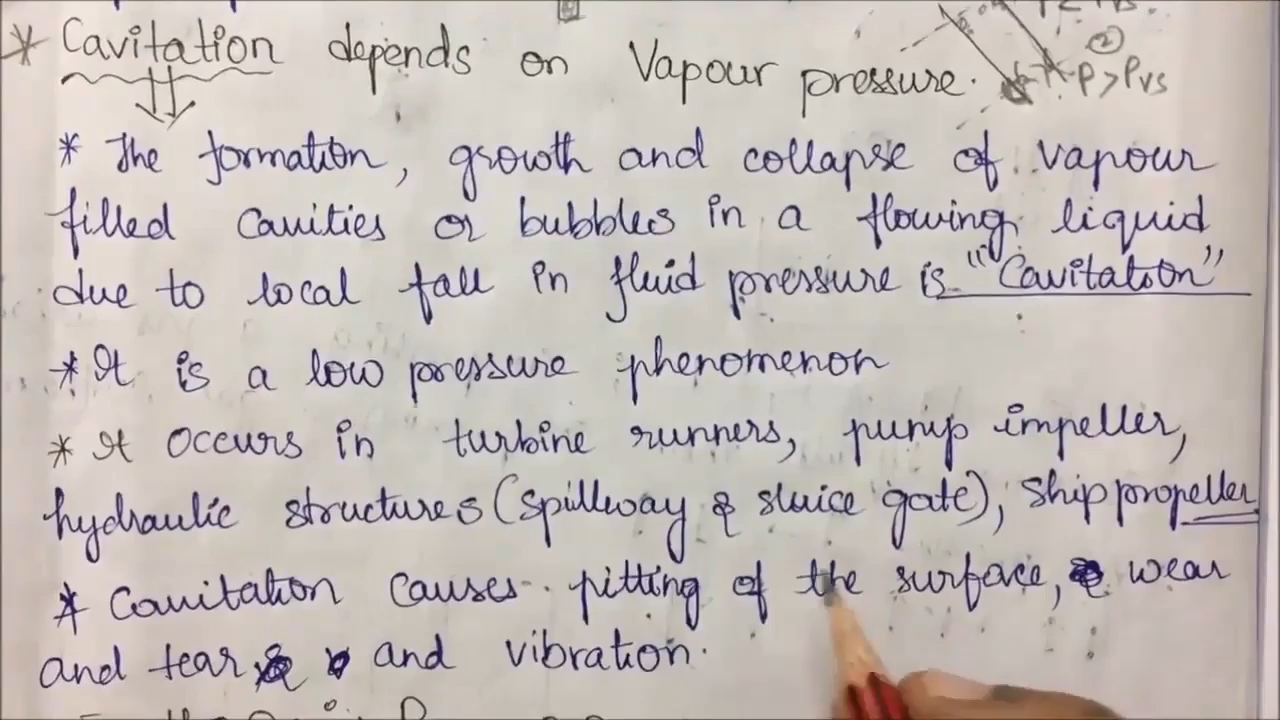 * Cavitation depends on Vapour pressure.
②
P > Pvs
* The formation, growth and collapse of vapour
filled cavities or bubbles in a flowing liquid
due to local fall in fluid pressure is "Cavitation"
* It is a low pressure phenomenon
* It occurs in turbine runners, pump impeller,
hydraulic structures (spillway & sluice gate), ship propeller
* Cavitation causes pitting of the surface, wear
and tear and vibration.